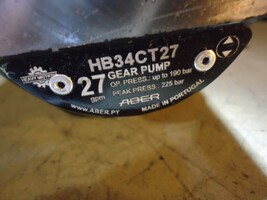 HB34CT27
GEAR PUMP
27
gpm
OP. PRESS.: up to 190 bar
PEAK PRESS.: 225 bar
ABER
MADE IN PORTUGAL
WWW.ABER.PT